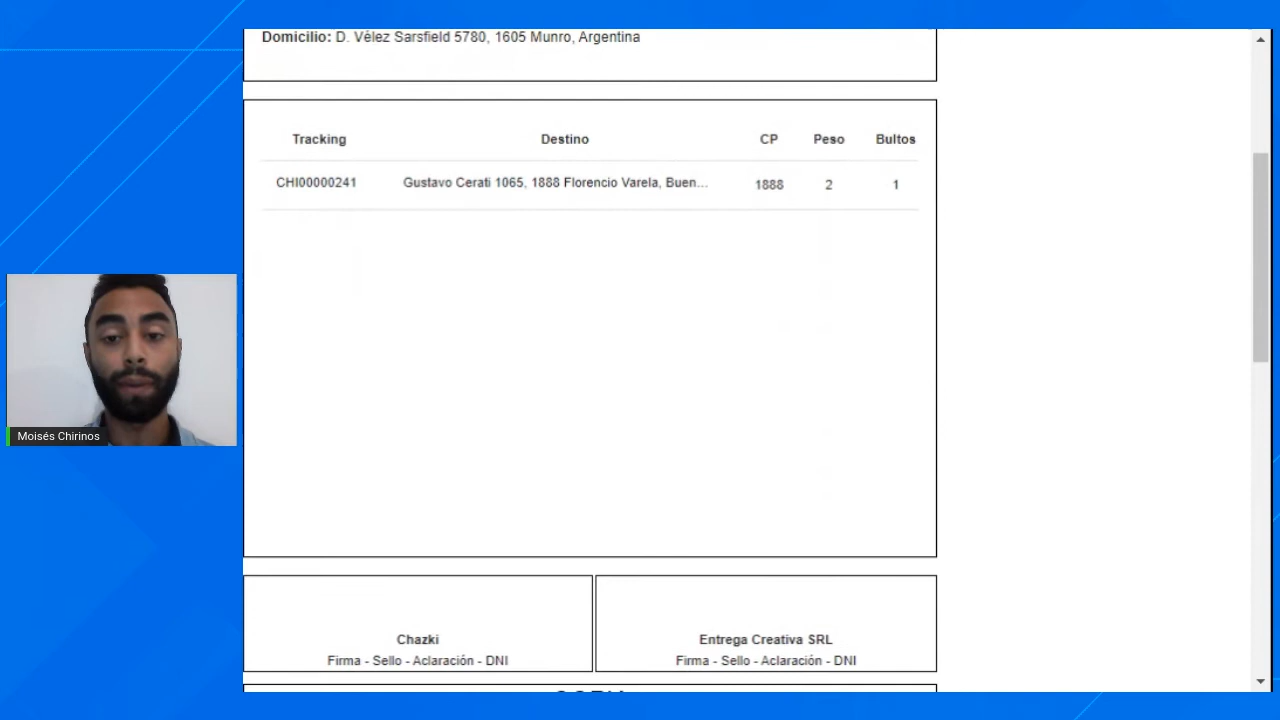 Domicilio: D. Vélez Sarsfield 5780, 1605 Munro, Argentina
Tracking Destino CP Peso Bultos
CHI00000241 Gustavo Cerati 1065, 1888 Florencio Varela, Buen... 1888 2 1
Moisés Chirinos
Chazki
Firma - Sello - Aclaración - DNI
Entrega Creativa SRL
Firma - Sello - Aclaración - DNI